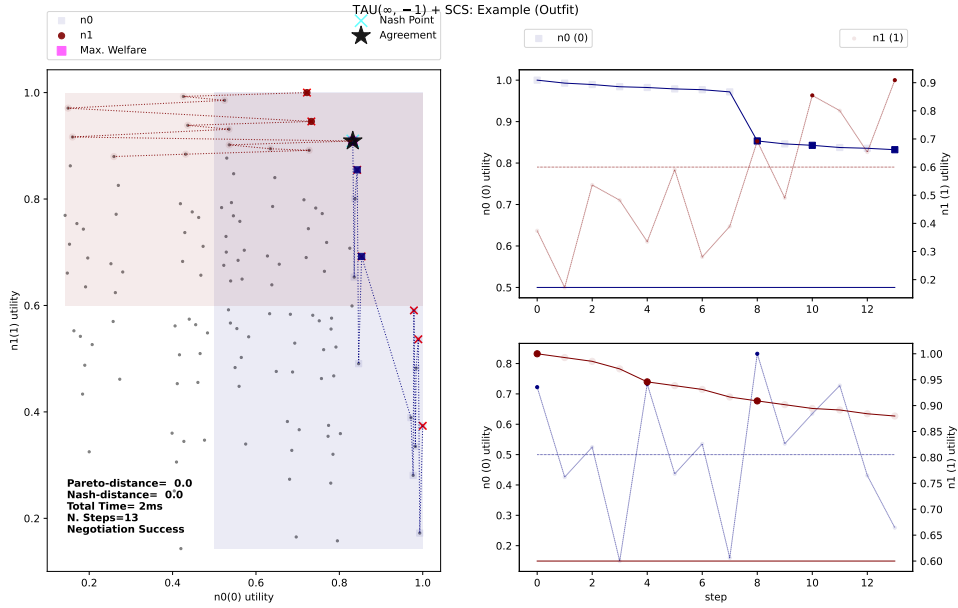 TAU(∞, −1) + SCS: Example (Outfit)
n0
n1
Max. Welfare
Nash Point
Agreement
n0 (0)
n1 (1)
1.0
0.8
0.6
0.4
0.2
n1(1) utility
Pareto-distance= 0.0
Nash-distance= 0.0
Total Time= 2ms
N. Steps=13
Negotiation Success
0.2
0.4
0.6
0.8
1.0
n0(0) utility
1.0
0.9
0.8
0.7
0.6
0.5
n0 (0) utility
0.9
0.8
0.7
0.6
0.5
0.4
0.3
0.2
n1 (1) utility
0
2
4
6
8
10
12
0.8
0.7
0.6
0.5
0.4
0.3
0.2
n0 (0) utility
1.00
0.95
0.90
0.85
0.80
0.75
0.70
0.65
0.60
n1 (1) utility
0
2
4
6
8
10
12
step